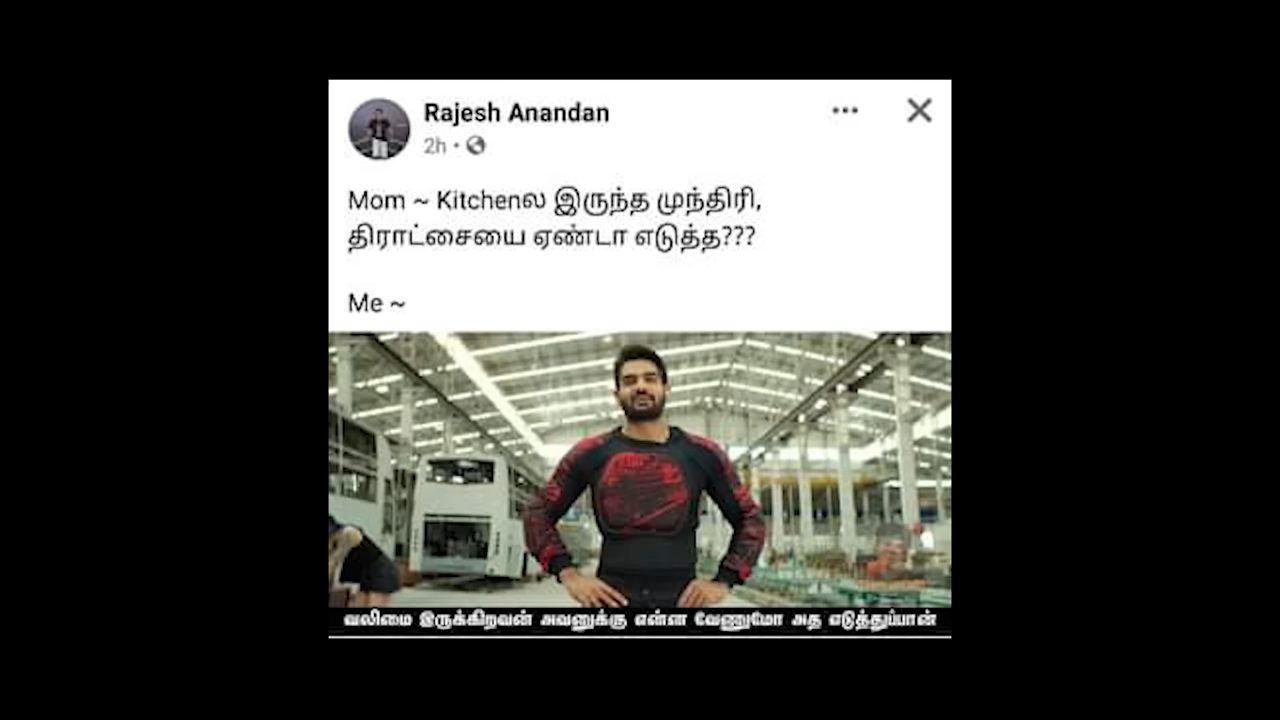 Rajesh Anandan
2h •
Mom ~ Kitchenல இருந்த முந்திரி,
திராட்சையை ஏண்டா எடுத்த???
Me ~
வலிமை இருக்கிறவன் அவனுக்கு என்ன வேணுமோ அத எடுத்துப்பான்